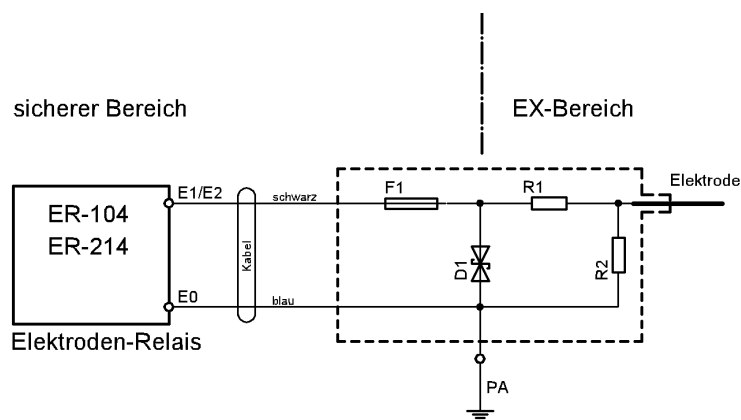 sicherer Bereich
EX-Bereich
ER-104
ER-214
E1/E2
E0
Kabel
schwarz
blau
F1
R1
D1
R2
Elektrode
Elektroden-Relais
PA